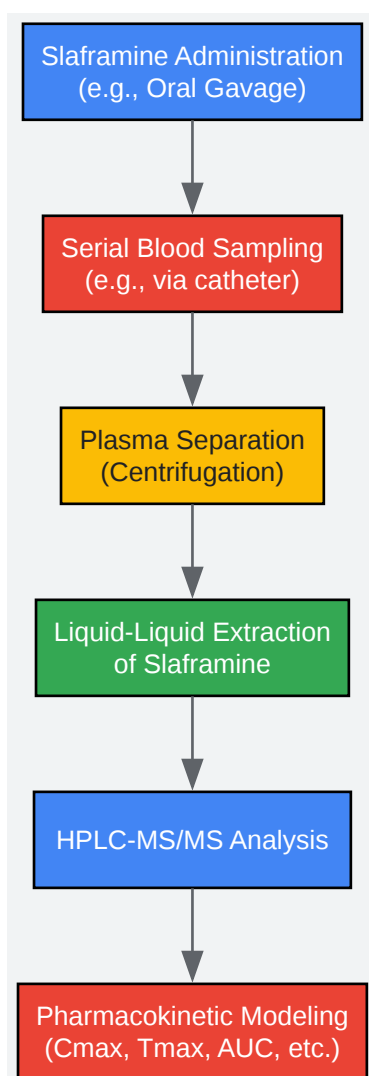 Slaframine Administration
(e.g., Oral Gavage)
Serial Blood Sampling
(e.g., via catheter)
Plasma Separation
(Centrifugation)
Liquid-Liquid Extraction
of Slaframine
HPLC-MS/MS Analysis
Pharmacokinetic Modeling
(Cmax, Tmax, AUC, etc.)